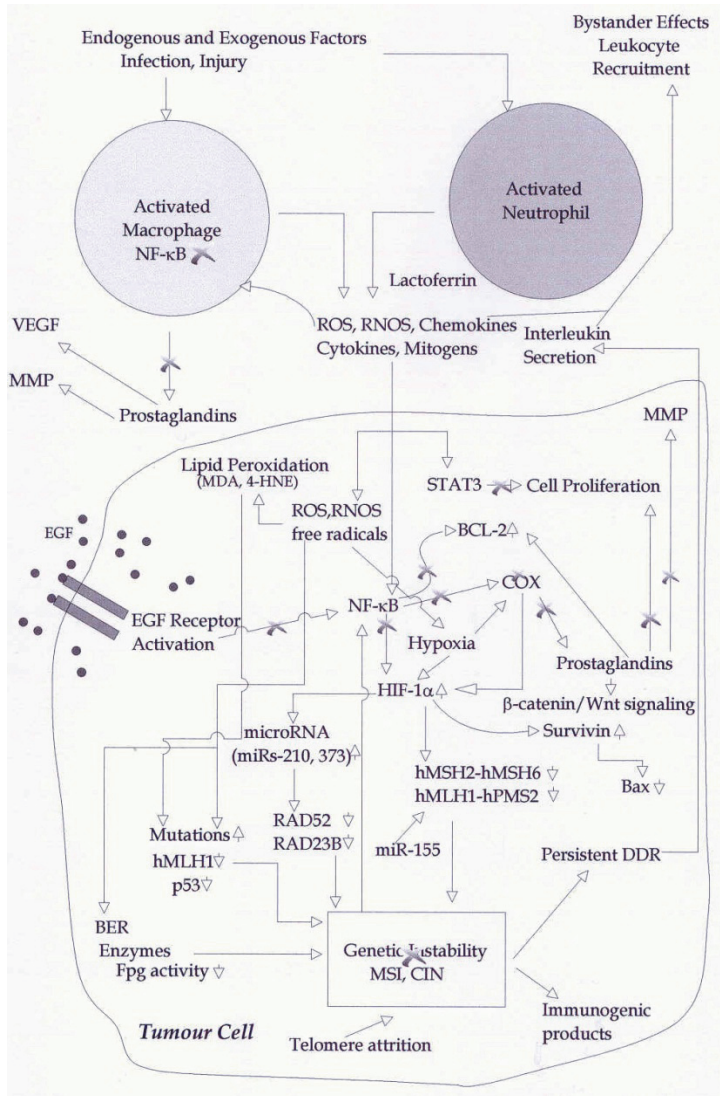 Bystander Effects
Leukocyte
Recruitment
Endogenous and Exogenous Factors
Infection, Injury
Activated
Macrophage
NF-κB
Activated
Neutrophil
Lactoferrin
VEGF
MMP
Prostaglandins
ROS, RNOS, Chemokines
Cytokines, Mitogens
Interleukin
Secretion
MMP
Lipid Peroxidation
(MDA, 4-HNE)
STAT3
Cell Proliferation
ROS,RNOS
free radicals
BCL-2
EGF
NF-κB
COX
EGF Receptor
Activation
Hypoxia
Prostaglandins
HIF-1α
β-catenin/Wnt signaling
microRNA
(miRs-210, 373)
Survivin
hMSH2-hMSH6
hMLH1-hPMS2
Bax
Mutations
hMLH1
p53
RAD52
RAD23B
miR-155
Persistent DDR
BER
Enzymes
Fpg activity
Genetic Instability
MSI, CIN
Immunogenic
products
Tumour Cell
Telomere attrition